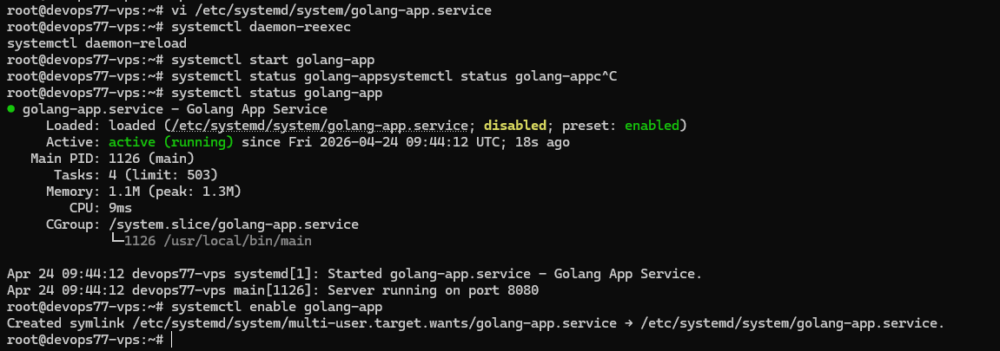 root@devops77-vps:~# vi /etc/systemd/system/golang-app.service
root@devops77-vps:~# systemctl daemon-reexec
systemctl daemon-reload
root@devops77-vps:~# systemctl start golang-app
root@devops77-vps:~# systemctl status golang-appsystemctl status golang-appc^C
root@devops77-vps:~# systemctl status golang-app
● golang-app.service - Golang App Service
Loaded: loaded (/etc/systemd/system/golang-app.service; disabled; preset: enabled)
Active: active (running) since Fri 2026-04-24 09:44:12 UTC; 18s ago
Main PID: 1126 (main)
Tasks: 4 (limit: 503)
Memory: 1.1M (peak: 1.3M)
CPU: 9ms
CGroup: /system.slice/golang-app.service
└─1126 /usr/local/bin/main
Apr 24 09:44:12 devops77-vps systemd[1]: Started golang-app.service - Golang App Service.
Apr 24 09:44:12 devops77-vps main[1126]: Server running on port 8080
root@devops77-vps:~# systemctl enable golang-app
Created symlink /etc/systemd/system/multi-user.target.wants/golang-app.service → /etc/systemd/system/golang-app.service.
root@devops77-vps:~#